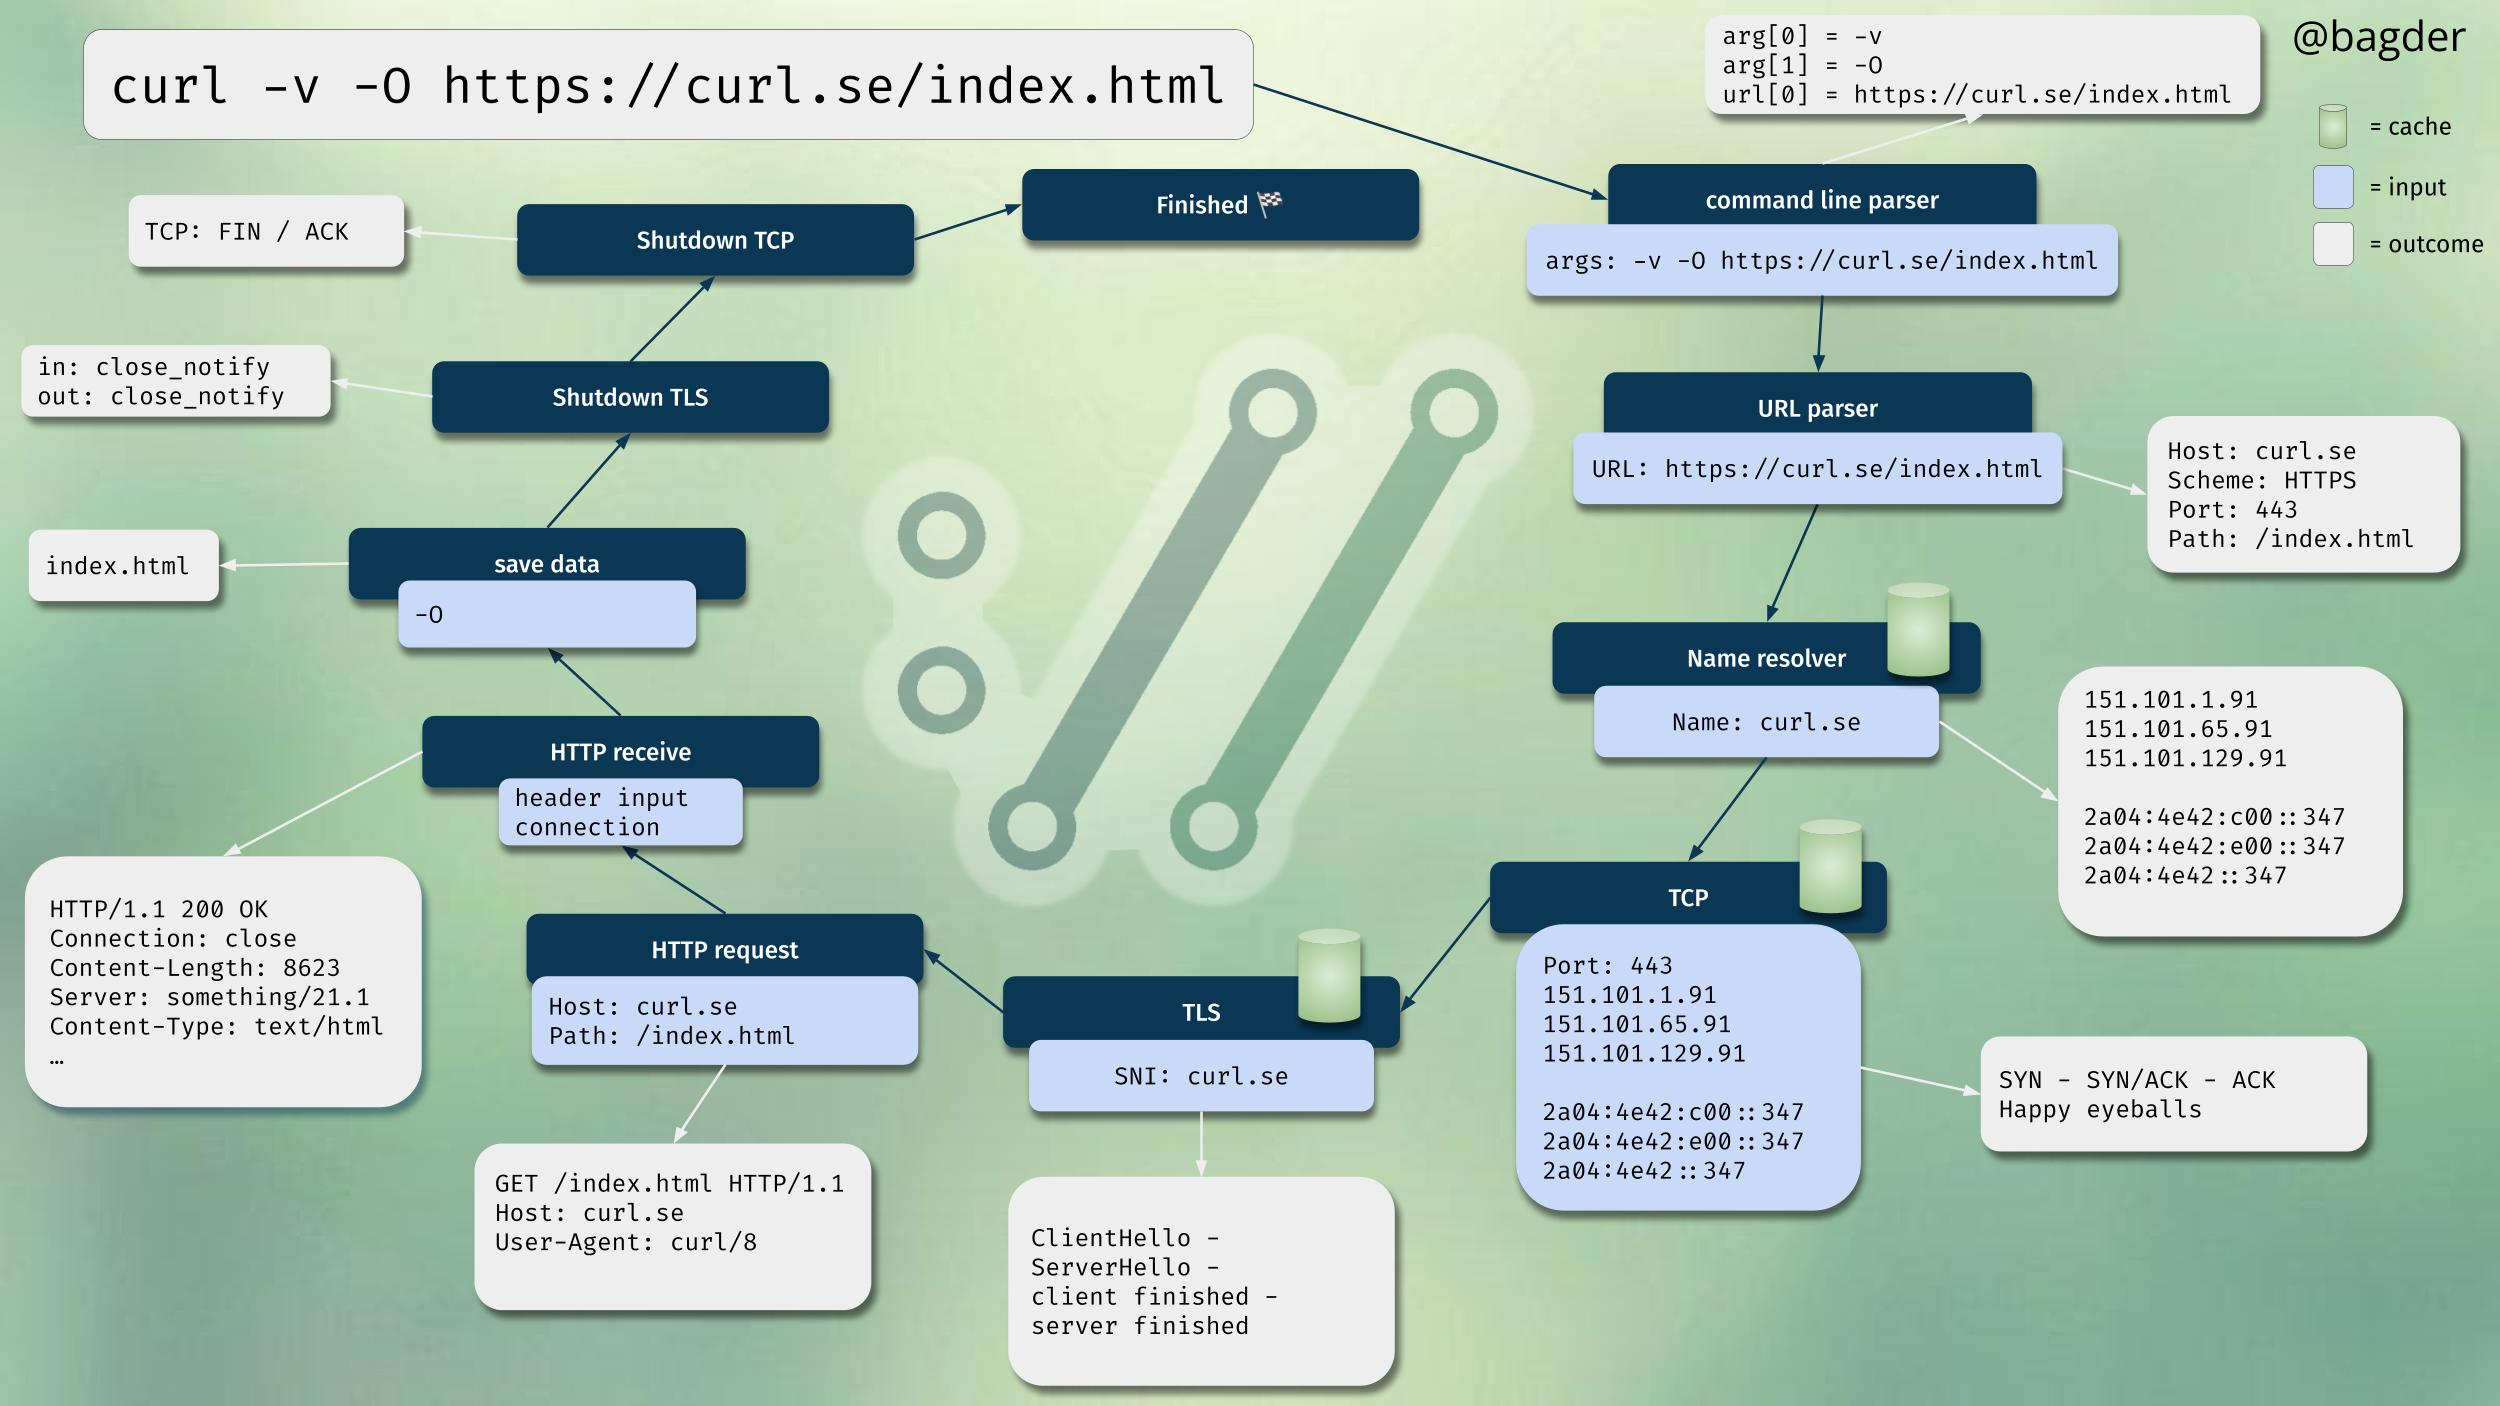 curl -v -O https://curl.se/index.html
arg[0] = -v
arg[1] = -O
url[0] = https://curl.se/index.html
@bagder
= cache
= input
= outcome
command line parser
args: -v -O https://curl.se/index.html
URL parser
URL: https://curl.se/index.html
Host: curl.se
Scheme: HTTPS
Port: 443
Path: /index.html
Name resolver
Name: curl.se
151.101.1.91
151.101.65.91
151.101.129.91
2a04:4e42:c00::347
2a04:4e42:e00::347
2a04:4e42::347
TCP
Port: 443
151.101.1.91
151.101.65.91
151.101.129.91
2a04:4e42:c00::347
2a04:4e42:e00::347
2a04:4e42::347
SYN - SYN/ACK - ACK
Happy eyeballs
TLS
SNI: curl.se
ClientHello -
ServerHello -
client finished -
server finished
HTTP request
Host: curl.se
Path: /index.html
GET /index.html HTTP/1.1
Host: curl.se
User-Agent: curl/8
HTTP receive
header input
connection
HTTP/1.1 200 OK
Connection: close
Content-Length: 8623
Server: something/21.1
Content-Type: text/html
…
save data
-O
index.html
Shutdown TLS
in: close_notify
out: close_notify
Shutdown TCP
TCP: FIN / ACK
Finished 🏁